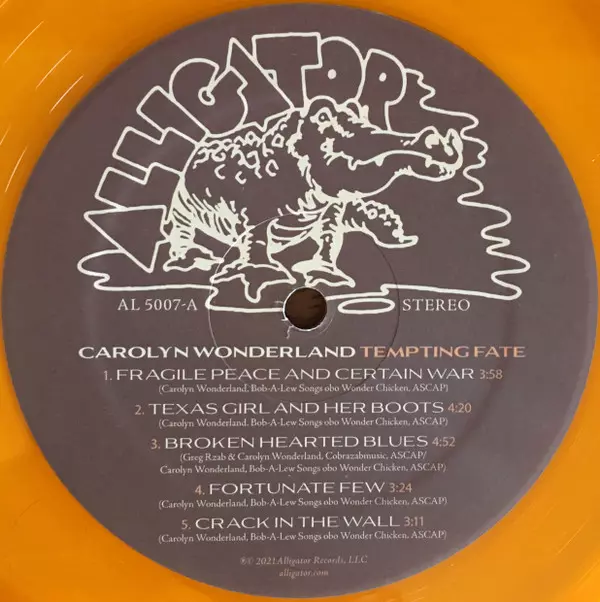 ALLIGATOR
AL 5007-A STEREO
CAROLYN WONDERLAND TEMPTING FATE
1. FRAGILE PEACE AND CERTAIN WAR 3:58
(Carolyn Wonderland, Bob-A-Lew Songs obo Wonder Chicken, ASCAP)
2. TEXAS GIRL AND HER BOOTS 4:20
(Carolyn Wonderland. Bob-A-Lew Songs obo Wonder Chicken, ASCAP)
3. BROKEN HEARTED BLUES 4:52
(Greg Rzab & Carolyn Wonderland, Cobrazabmusic, ASCAP/
Carolyn Wonderland, Bob-A-Lew Songs obo Wonder Chicken, ASCAP)
4. FORTUNATE FEW 3:24
(Carolyn Wonderland, Bob-A-Lew Songs obo Wonder Chicken, ASCAP)
5. CRACK IN THE WALL 3:11
(Carolyn Wonderland, Bob-A-Lew Songs obo Wonder Chicken, ASCAP)
℗© 2021 Alligator Records, LLC
alligator.com